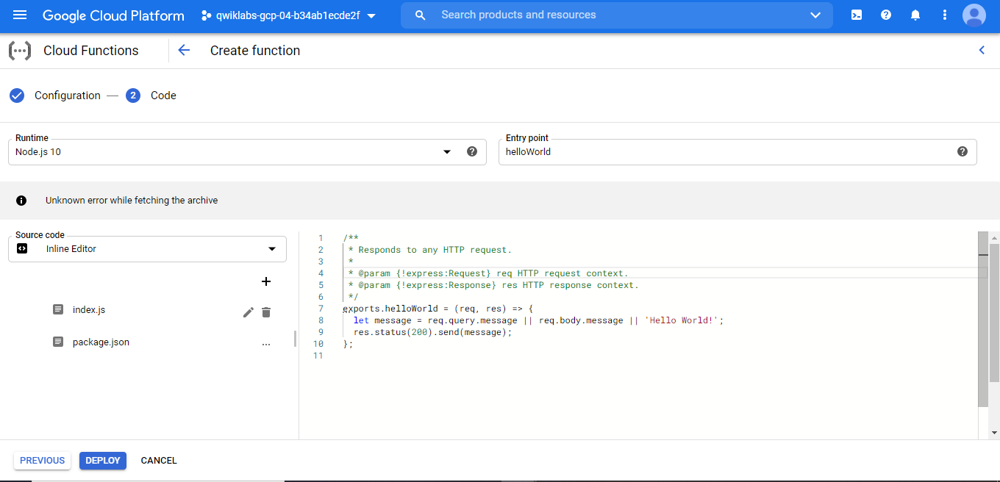 Google Cloud Platform
qwiklabs-gcp-04-b34ab1ecde2f
Search products and resources
Cloud Functions
Create function
Configuration
2
Code
Runtime
Node.js 10
Entry point
helloWorld
Unknown error while fetching the archive
Source code
Inline Editor
index.js
package.json
...
1 /**
2 * Responds to any HTTP request.
3 *
4 * @param {!express:Request} req HTTP request context.
5 * @param {!express:Response} res HTTP response context.
6 */
7 exports.helloWorld = (req, res) => {
8 let message = req.query.message || req.body.message || 'Hello World!';
9 res.status(200).send(message);
10 };
11
PREVIOUS
DEPLOY
CANCEL